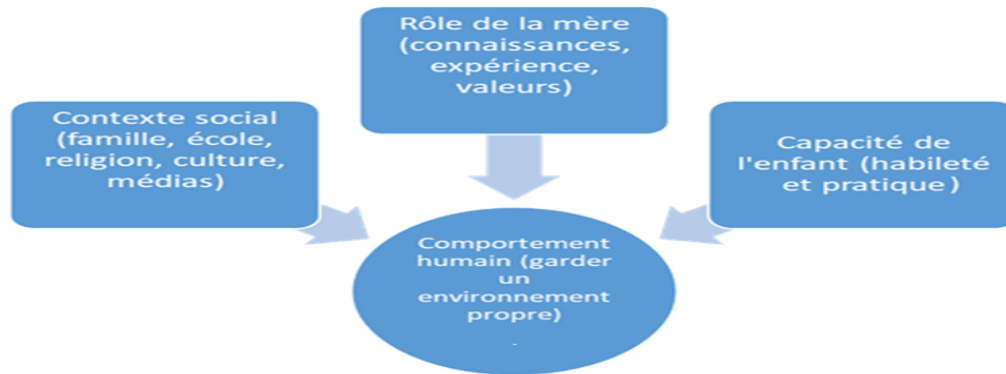 Rôle de la mère
(connaissances,
expérience,
valeurs)
Contexte social
(famille, école,
religion, culture,
médias)
Capacité de
l'enfant (habileté
et pratique)
Comportement
humain (garder
un
environnement
propre)
.